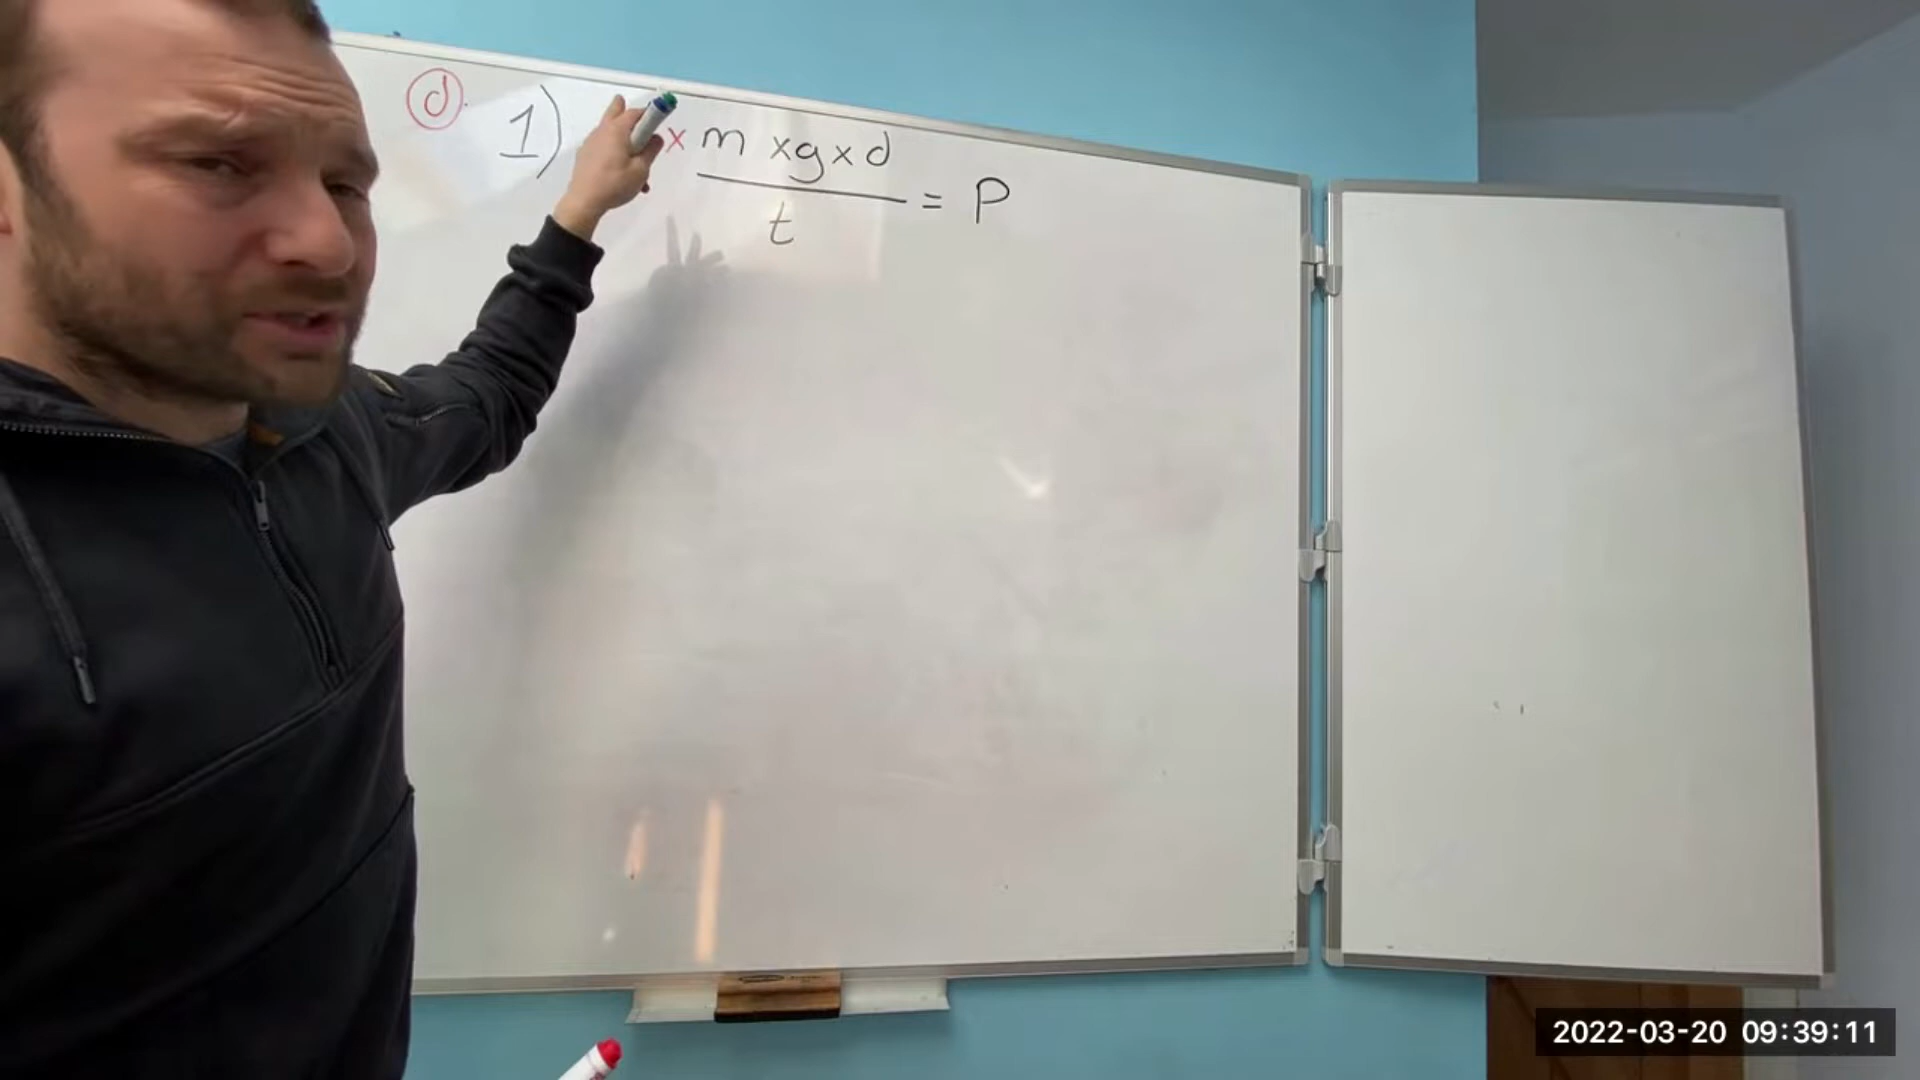 d. 1) x m x g x d
t = P
2022-03-20 09:39:11